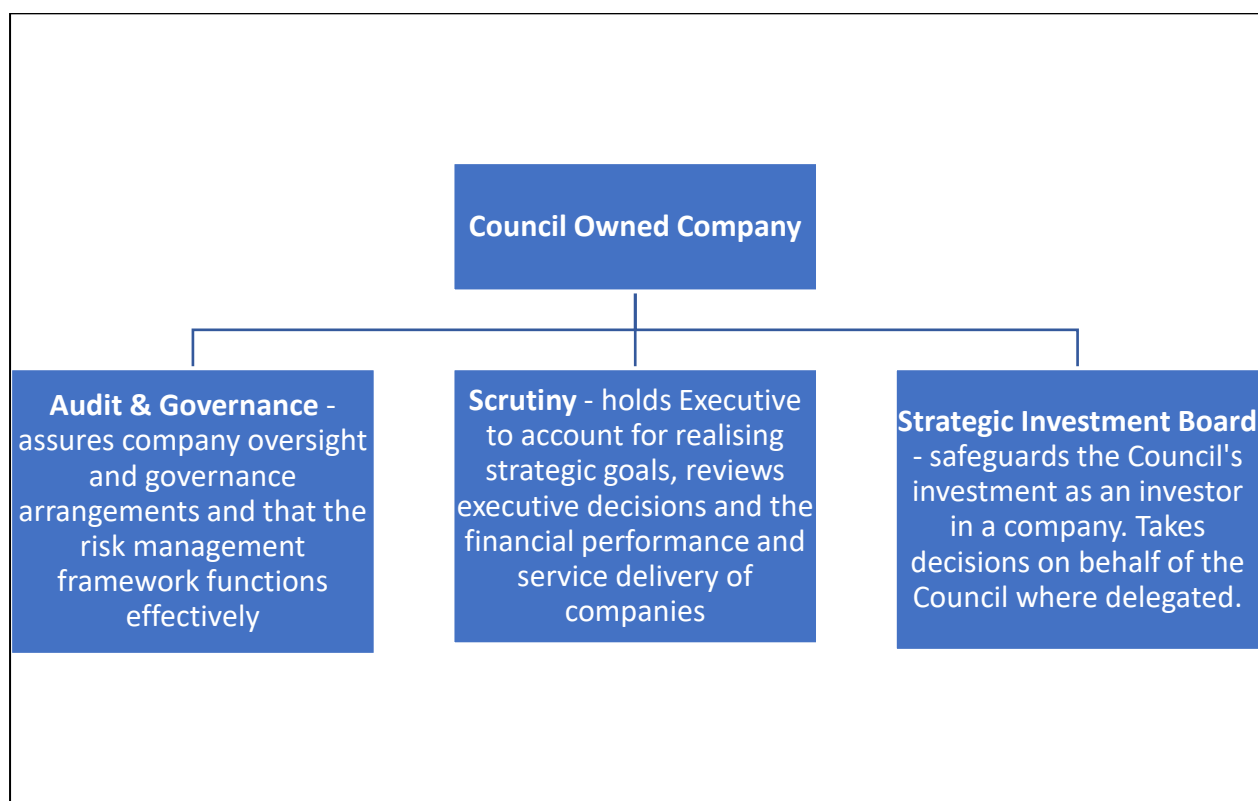 Council Owned Company
Audit & Governance -
assures company oversight
and governance
arrangements and that the
risk management
framework functions
effectively
Scrutiny - holds Executive
to account for realising
strategic goals, reviews
executive decisions and the
financial performance and
service delivery of
companies
Strategic Investment Board
- safeguards the Council's
investment as an investor
in a company. Takes
decisions on behalf of the
Council where delegated.